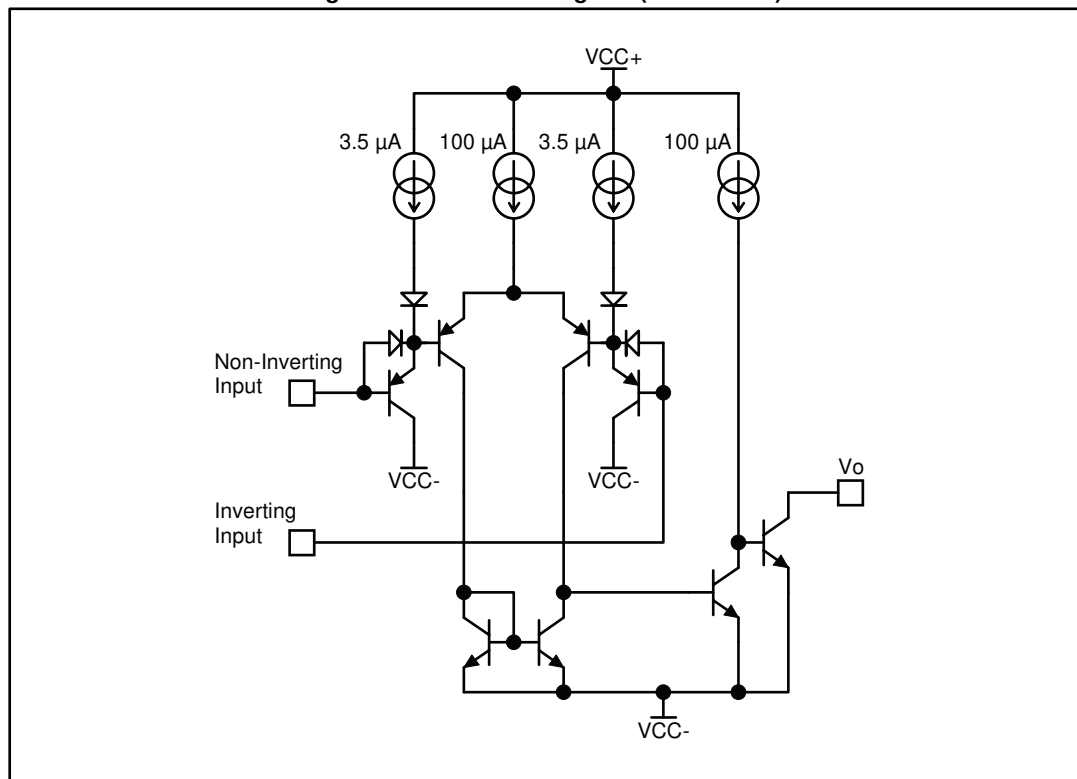 VCC+
3.5 µA
100 µA
3.5 µA
100 µA
Non-Inverting
Input
VCC-
VCC-
Vo
Inverting
Input
VCC-